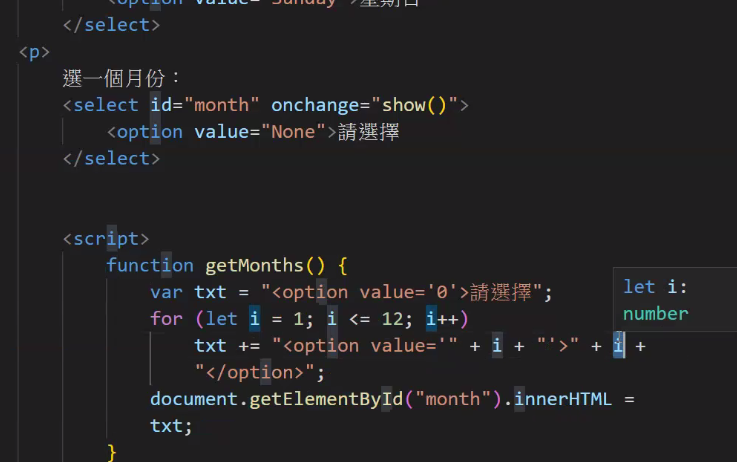 <option value="Sunday">星期日
</select>
<p>
選一個月份：
<select id="month" onchange="show()">
<option value="None">請選擇
</select>
<script>
function getMonths() {
var txt = "<option value='0'>請選擇";
for (let i = 1; i <= 12; i++)
txt += "<option value='" + i + "'>" + i +
"</option>";
document.getElementById("month").innerHTML =
txt;
}
let i:
number